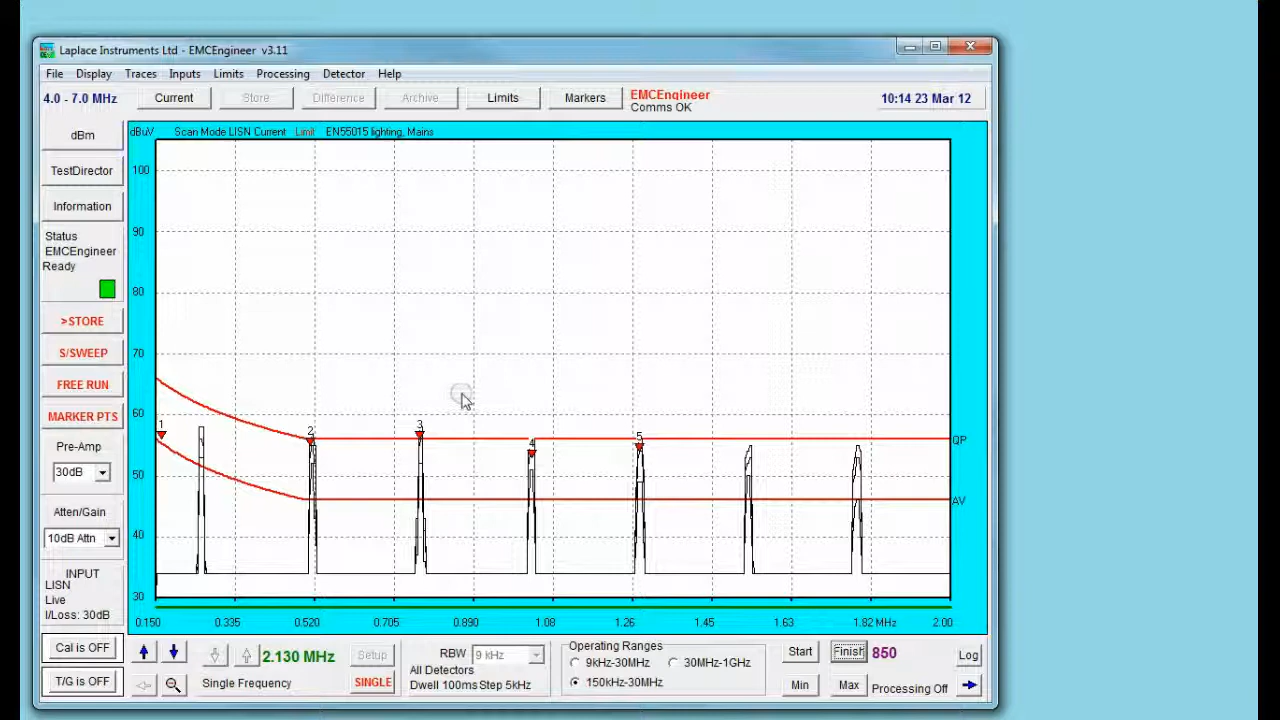 Laplace Instruments Ltd - EMCEngineer v3.11
File Display Traces Inputs Limits Processing Detector Help
4.0 - 7.0 MHz Current Store Difference Archive Limits Markers EMCEngineer 10:14 23 Mar 12
Comms OK
dBm dBuV Scan Mode LISN Current Limit EN55015 lighting, Mains
TestDirector
Information
Status
EMCEngineer
Ready
>STORE
S/SWEEP
FREE RUN
MARKER PTS
Pre-Amp
30dB
Atten/Gain
10dB Attn
INPUT
LISN
Live
I/Loss: 30dB
Cal is OFF
T/G is OFF
100
90
80
70
60
50
40
30
1 2 3 4 5
QP
AV
0.150 0.335 0.520 0.705 0.890 1.08 1.26 1.45 1.63 1.82 MHz 2.00
2.130 MHz Setup
Single Frequency SINGLE
RBW 9 kHz
All Detectors
Dwell 100ms Step 5kHz
Operating Ranges
9kHz-30MHz 30MHz-1GHz
150kHz-30MHz
Start Finish 850 Log
Min Max Processing Off